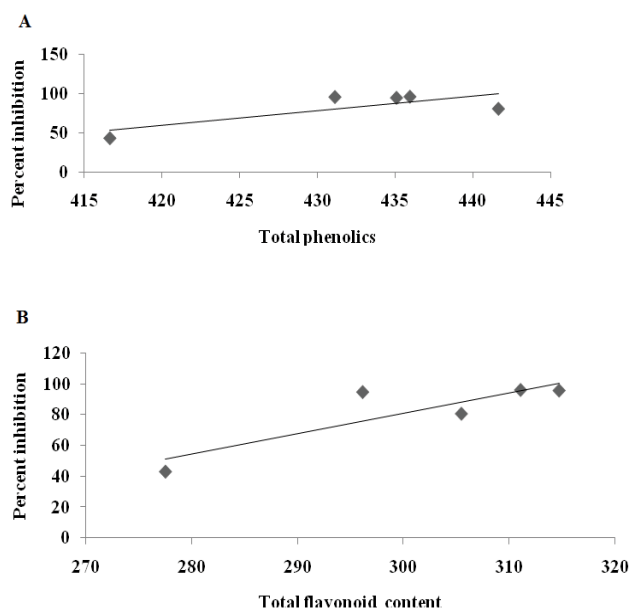 A
Percent inhibition
150
100
50
0
415 420 425 430 435 440 445
Total phenolics
B
Percent inhibition
120
100
80
60
40
20
0
270 280 290 300 310 320
Total flavonoid content